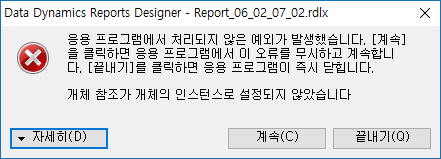 Data Dynamics Reports Designer - Report_06_02_07_02.rdlx
응용 프로그램에서 처리되지 않은 예외가 발생했습니다. [계속]
을 클릭하면 응용 프로그램에서 이 오류를 무시하고 계속합니
다. [끝내기]를 클릭하면 응용 프로그램이 즉시 닫힙니다.
개체 참조가 개체의 인스턴스로 설정되지 않았습니다
자세히(D)
계속(C)
끝내기(Q)